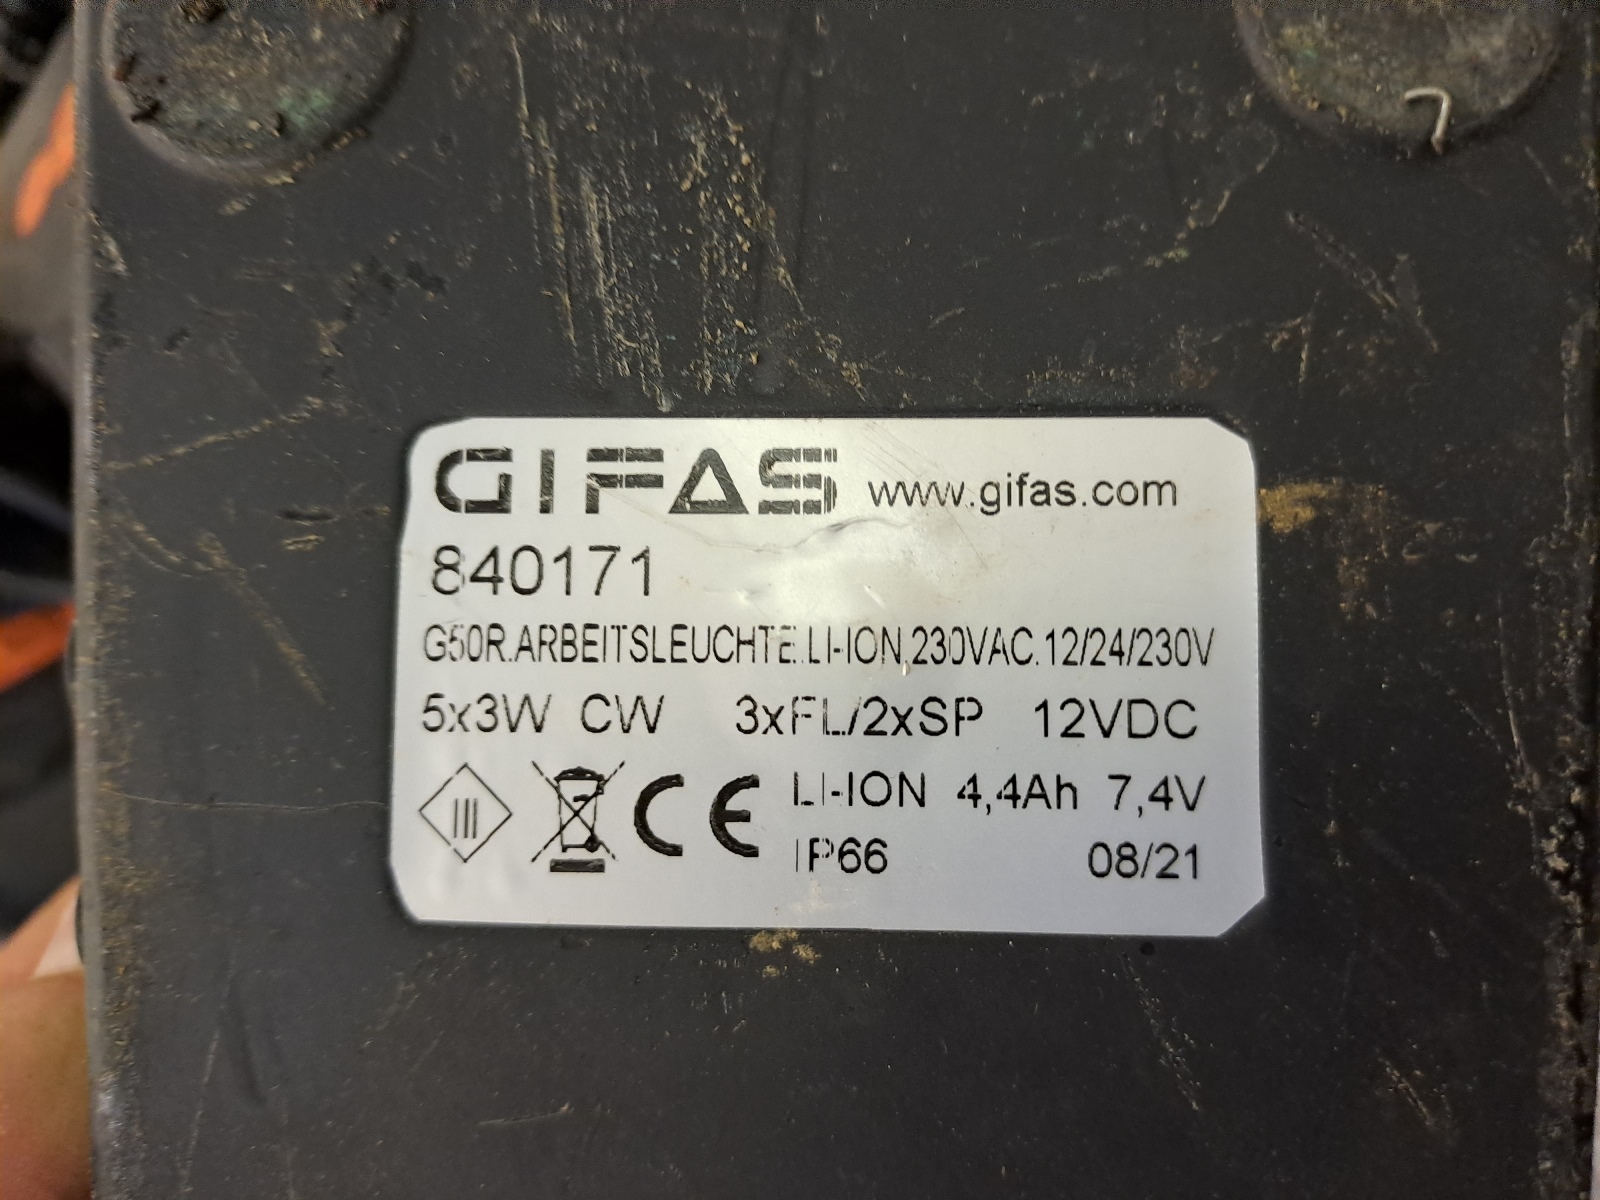 GIFAS www.gifas.com
840171
G50R.ARBEITSLEUCHTE.LI-ION,230VAC.12/24/230V
5x3W CW 3xFL/2xSP 12VDC
CE LI-ION 4,4Ah 7,4V
IP66 08/21